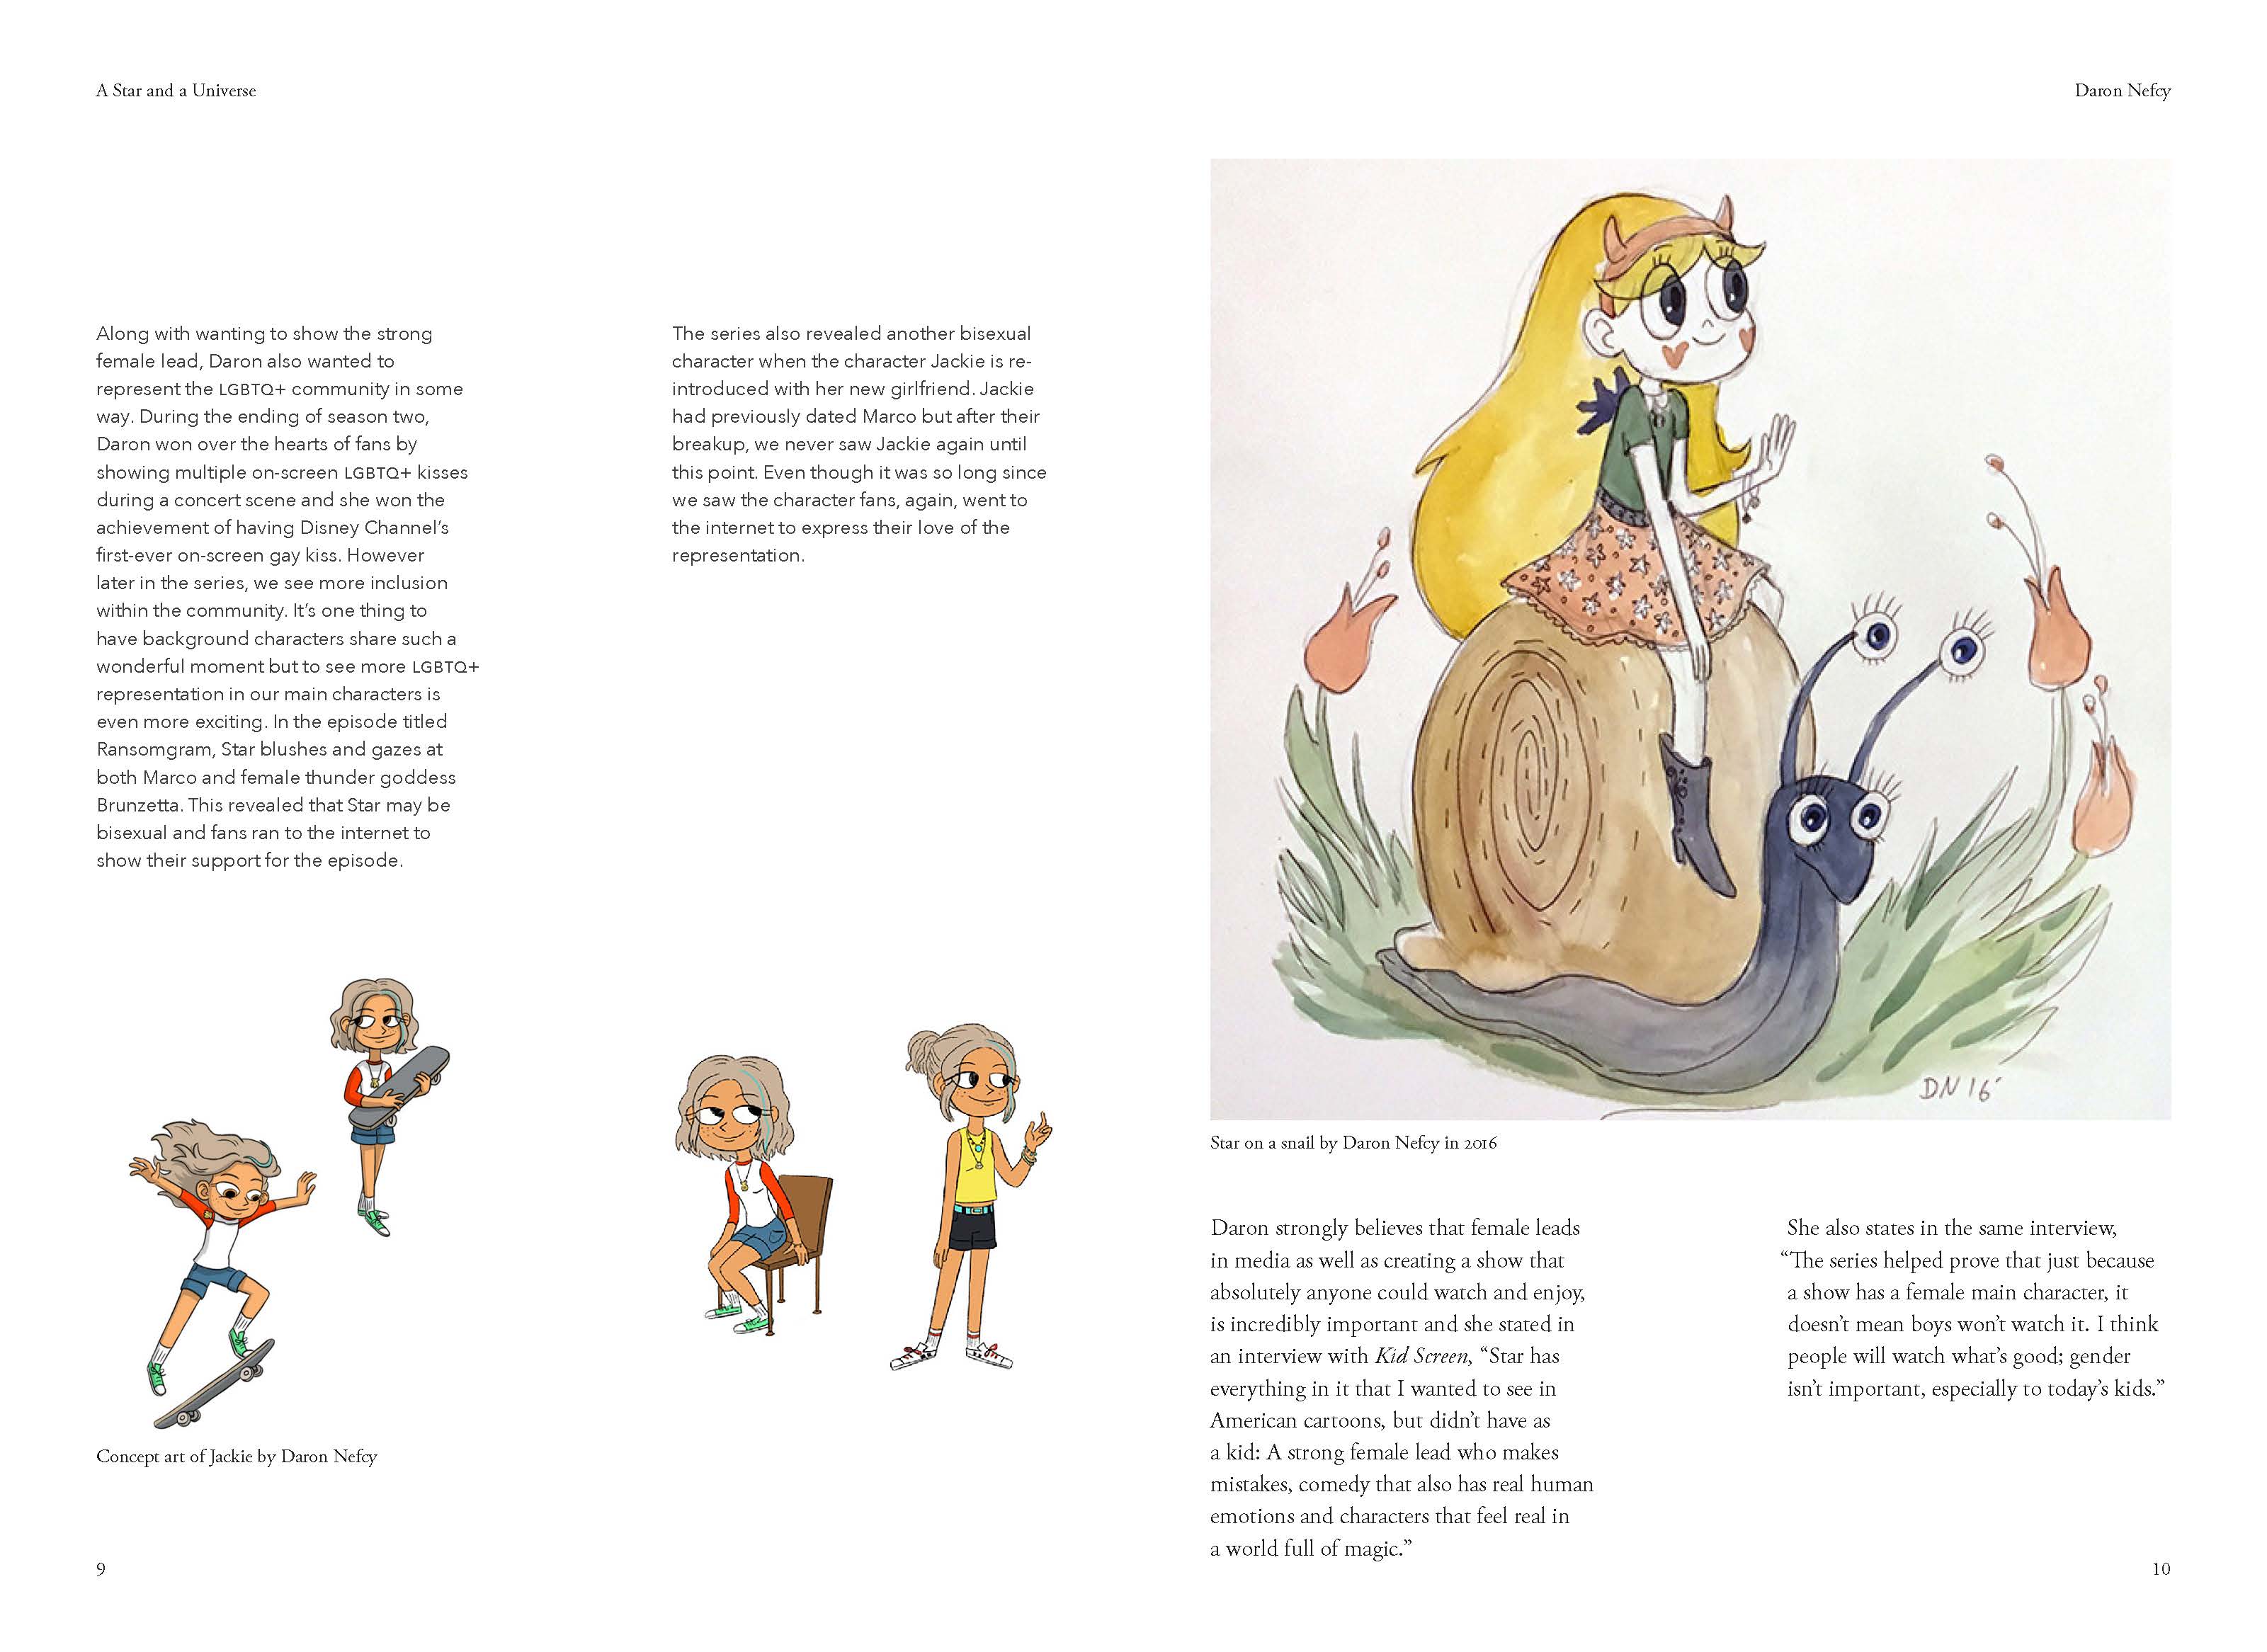 A Star and a Universe
Daron Nefcy
Along with wanting to show the strong
female lead, Daron also wanted to
represent the LGBTQ+ community in some
way. During the ending of season two,
Daron won over the hearts of fans by
showing multiple on-screen LGBTQ+ kisses
during a concert scene and she won the
achievement of having Disney Channel’s
first-ever on-screen gay kiss. However
later in the series, we see more inclusion
within the community. It’s one thing to
have background characters share such a
wonderful moment but to see more LGBTQ+
representation in our main characters is
even more exciting. In the episode titled
Ransomgram, Star blushes and gazes at
both Marco and female thunder goddess
Brunzetta. This revealed that Star may be
bisexual and fans ran to the internet to
show their support for the episode.
The series also revealed another bisexual
character when the character Jackie is re-
introduced with her new girlfriend. Jackie
had previously dated Marco but after their
breakup, we never saw Jackie again until
this point. Even though it was so long since
we saw the character fans, again, went to
the internet to express their love of the
representation.
Concept art of Jackie by Daron Nefcy
9
DN 16'
Star on a snail by Daron Nefcy in 2016
Daron strongly believes that female leads
in media as well as creating a show that
absolutely anyone could watch and enjoy,
is incredibly important and she stated in
an interview with Kid Screen, “Star has
everything in it that I wanted to see in
American cartoons, but didn’t have as
a kid: A strong female lead who makes
mistakes, comedy that also has real human
emotions and characters that feel real in
a world full of magic.”
She also states in the same interview,
“The series helped prove that just because
a show has a female main character, it
doesn’t mean boys won’t watch it. I think
people will watch what’s good; gender
isn’t important, especially to today’s kids.”
10